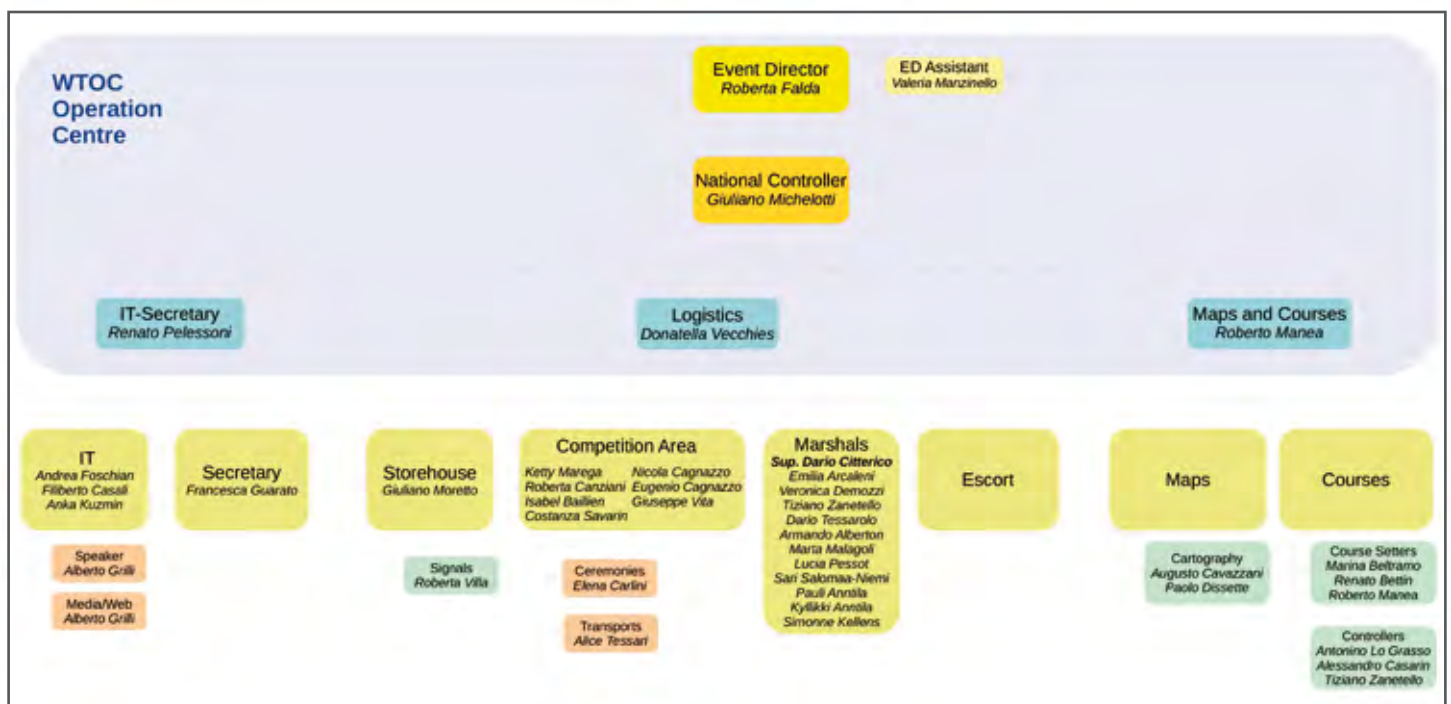 WTOC
Operation
Centre
Event Director
Roberta Falda
ED Assistant
Valeria Manzinello
National Controller
Giuliano Michelotti
IT-Secretary
Renato Pelessoni
Logistics
Donatella Vecchies
Maps and Courses
Roberto Manea
IT
Andrea Foschian
Filiberto Casali
Anka Kuzmin
Speaker
Alberto Grilli
Media/Web
Alberto Grilli
Secretary
Francesca Guarato
Storehouse
Giuliano Moretto
Signals
Roberta Villa
Competition Area
Ketty Marega Nicola Cagnazzo
Roberta Canziani Eugenio Cagnazzo
Isabel Baillien Giuseppe Vita
Costanza Savarin
Ceremonies
Elena Carlini
Transports
Alice Tessari
Marshals
Sup. Dario Citterico
Emilia Arcaleni
Veronica Demozzi
Tiziano Zanetello
Dario Tessarolo
Armando Alberton
Marta Malagoli
Lucia Pessot
Sari Salomaa-Niemi
Pauli Anntila
Kyllikki Anntila
Simonne Kellens
Escort
Maps
Cartography
Augusto Cavazzani
Paolo Dissette
Courses
Course Setters
Marina Beltramo
Renato Bettin
Roberto Manea
Controllers
Antonino Lo Grasso
Alessandro Casarin
Tiziano Zanetello